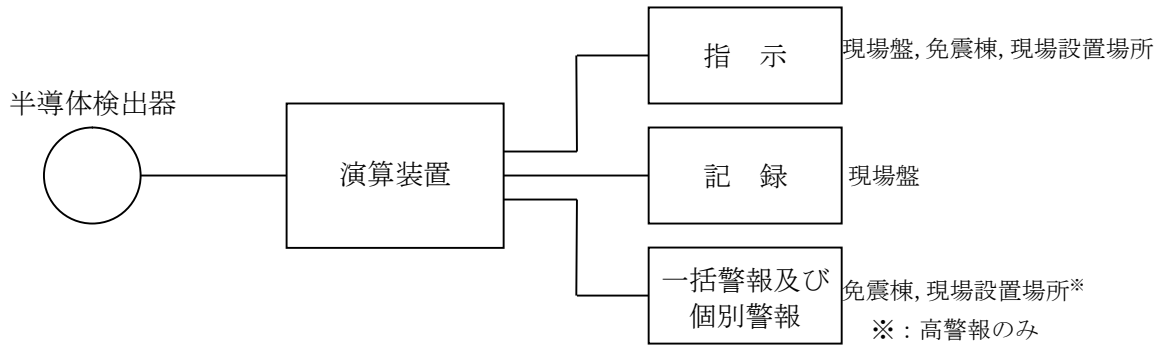 指　示
現場盤, 免震棟, 現場設置場所
半導体検出器
演算装置
記　録
現場盤
一括警報及び
個別警報
免震棟, 現場設置場所※
※：高警報のみ